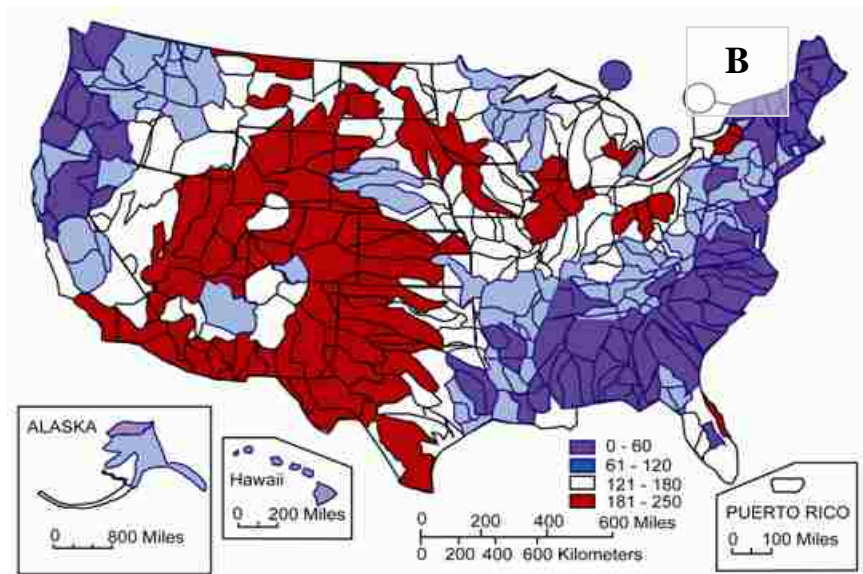 B
ALASKA
0 800 Miles
Hawaii
0 200 Miles
0 - 60
61 - 120
121 - 180
181 - 250
0 200 400 600 Miles
0 200 400 600 Kilometers
PUERTO RICO
0 100 Miles